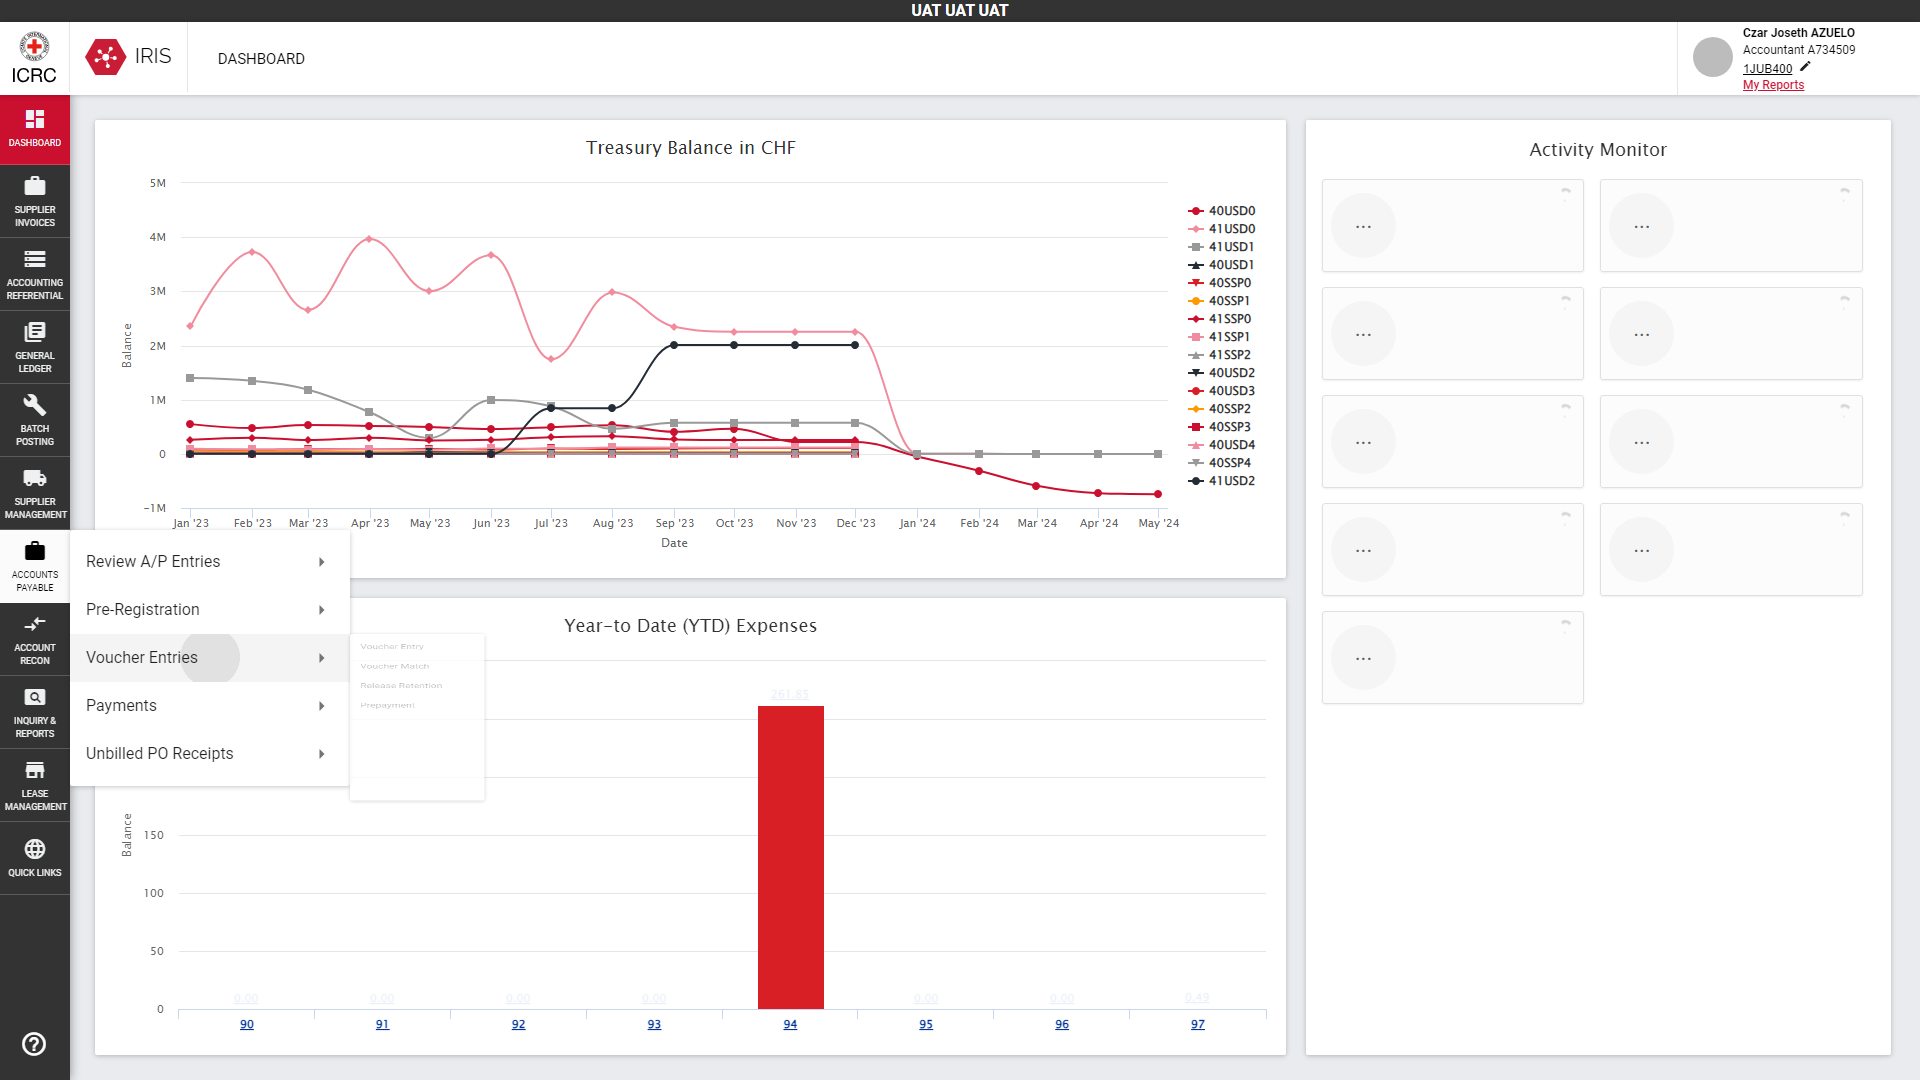 UAT UAT UAT
ICRC
IRIS
DASHBOARD
Czar Joseth AZUELO
Accountant A734509
1JUB400
My Reports
DASHBOARD
SUPPLIER
INVOICES
ACCOUNTING
REFERENTIAL
GENERAL
LEDGER
BATCH
POSTING
SUPPLIER
MANAGEMENT
ACCOUNTS
PAYABLE
ACCOUNT
RECON
INQUIRY &
REPORTS
LEASE
MANAGEMENT
QUICK LINKS
Review A/P Entries
Pre-Registration
Voucher Entries
Payments
Unbilled PO Receipts
Voucher Entry
Voucher Match
Release Retention
Prepayment
Treasury Balance in CHF
5M
4M
3M
2M
1M
0
-1M
Balance
Jan '23 Feb '23 Mar '23 Apr '23 May '23 Jun '23 Jul '23 Aug '23 Sep '23 Oct '23 Nov '23 Dec '23 Jan '24 Feb '24 Mar '24 Apr '24 May '24
Date
40USD0
41USD0
41USD1
40USD1
40SSP0
40SSP1
41SSP0
41SSP1
41SSP2
40USD2
40USD3
40SSP2
40SSP3
40USD4
40SSP4
41USD2
Year-to Date (YTD) Expenses
Balance
150
100
50
0
0.00 0.00 0.00 0.00 261.85 0.00 0.00 0.49
90 91 92 93 94 95 96 97
Activity Monitor
...
...
...
...
...
...
...
...
...